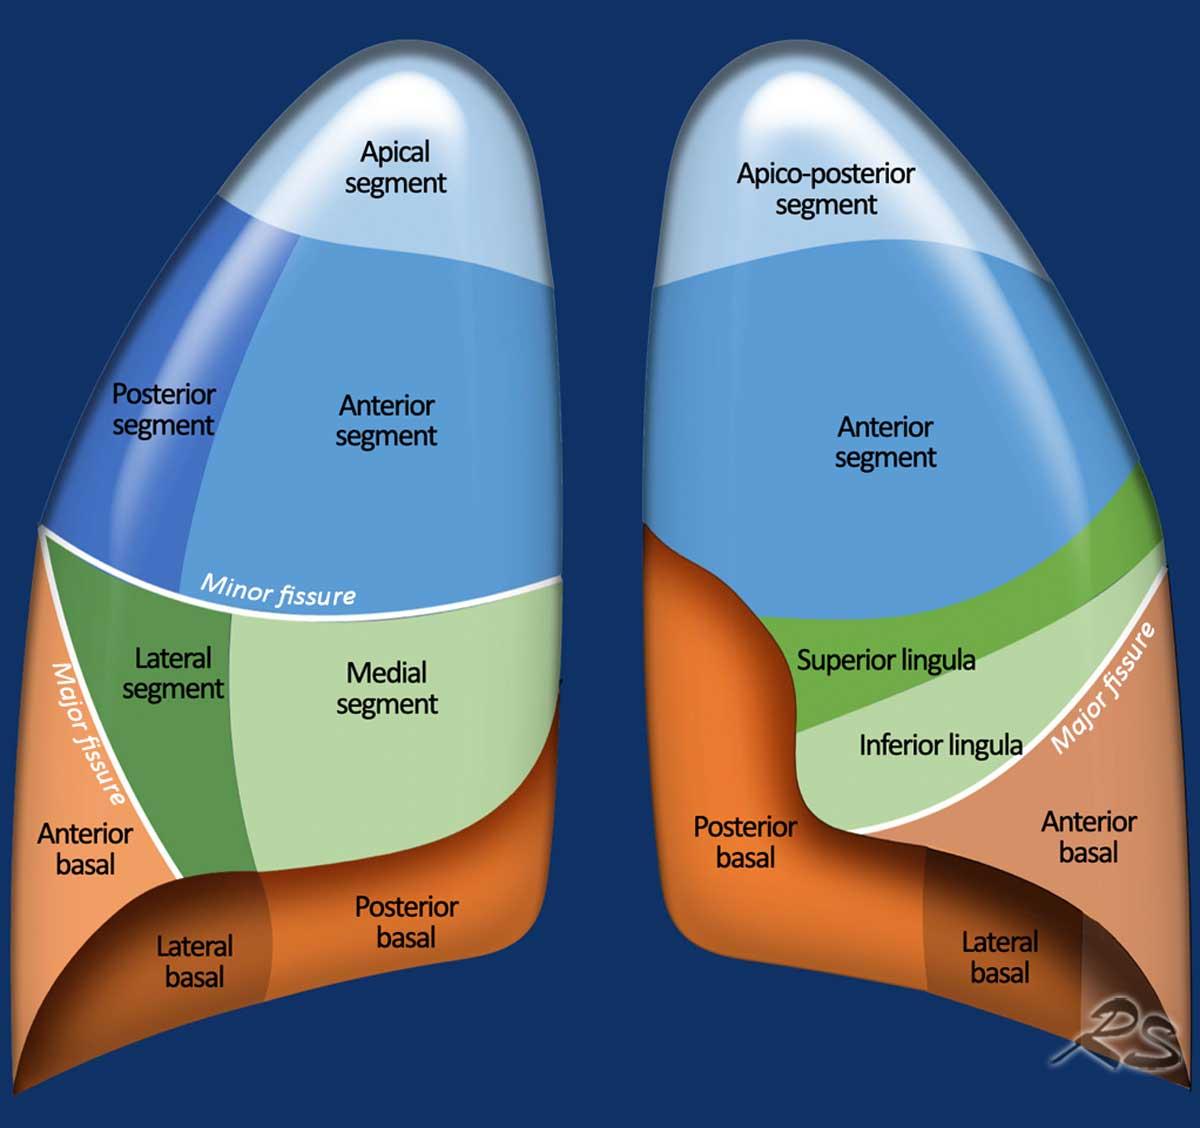 Apical
segment
Apico-posterior
segment
Posterior
segment
Anterior
segment
Anterior
segment
Minor fissure
Lateral
segment
Medial
segment
Superior lingula
Major fissure
Major fissure
Inferior lingula
Anterior
basal
Posterior
basal
Anterior
basal
Posterior
basal
Lateral
basal
Lateral
basal
RS